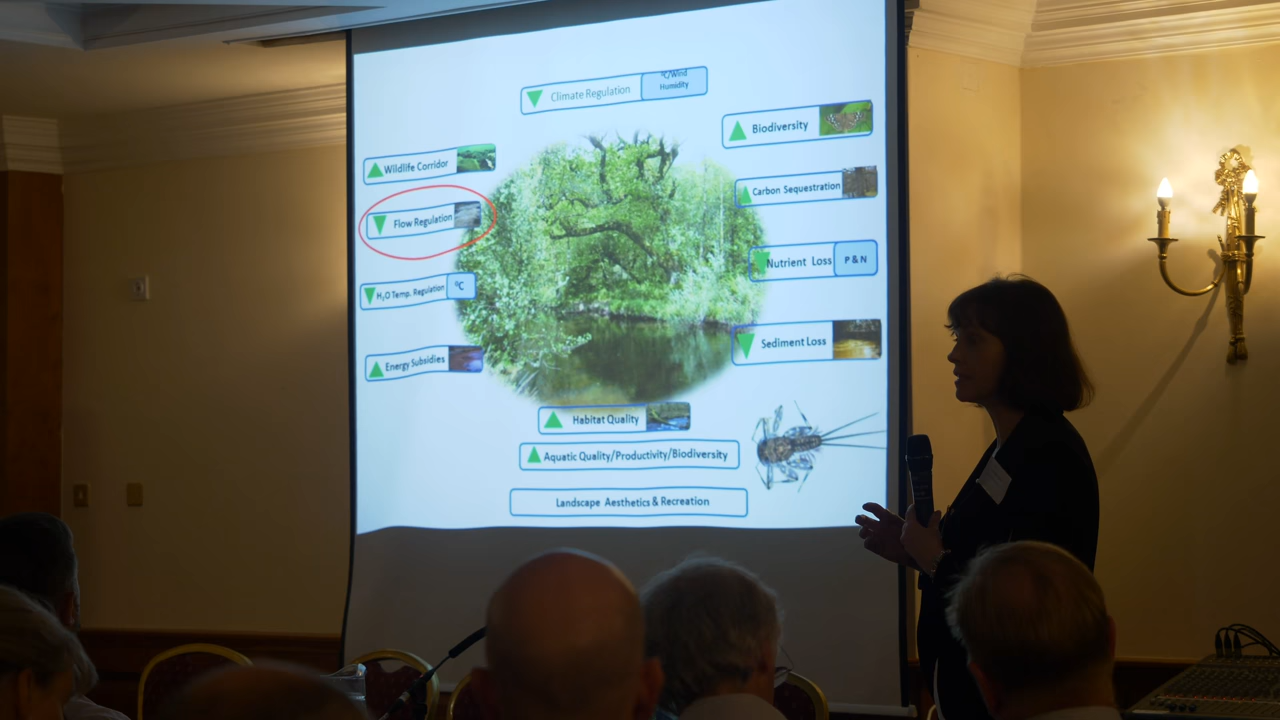 °C/Wind
Climate Regulation
Humidity
Biodiversity
Wildlife Corridor
Carbon Sequestration
Flow Regulation
Nutrient Loss
P & N
H₂O Temp. Regulation
°C
Sediment Loss
Energy Subsidies
Habitat Quality
Aquatic Quality/Productivity/Biodiversity
Landscape Aesthetics & Recreation